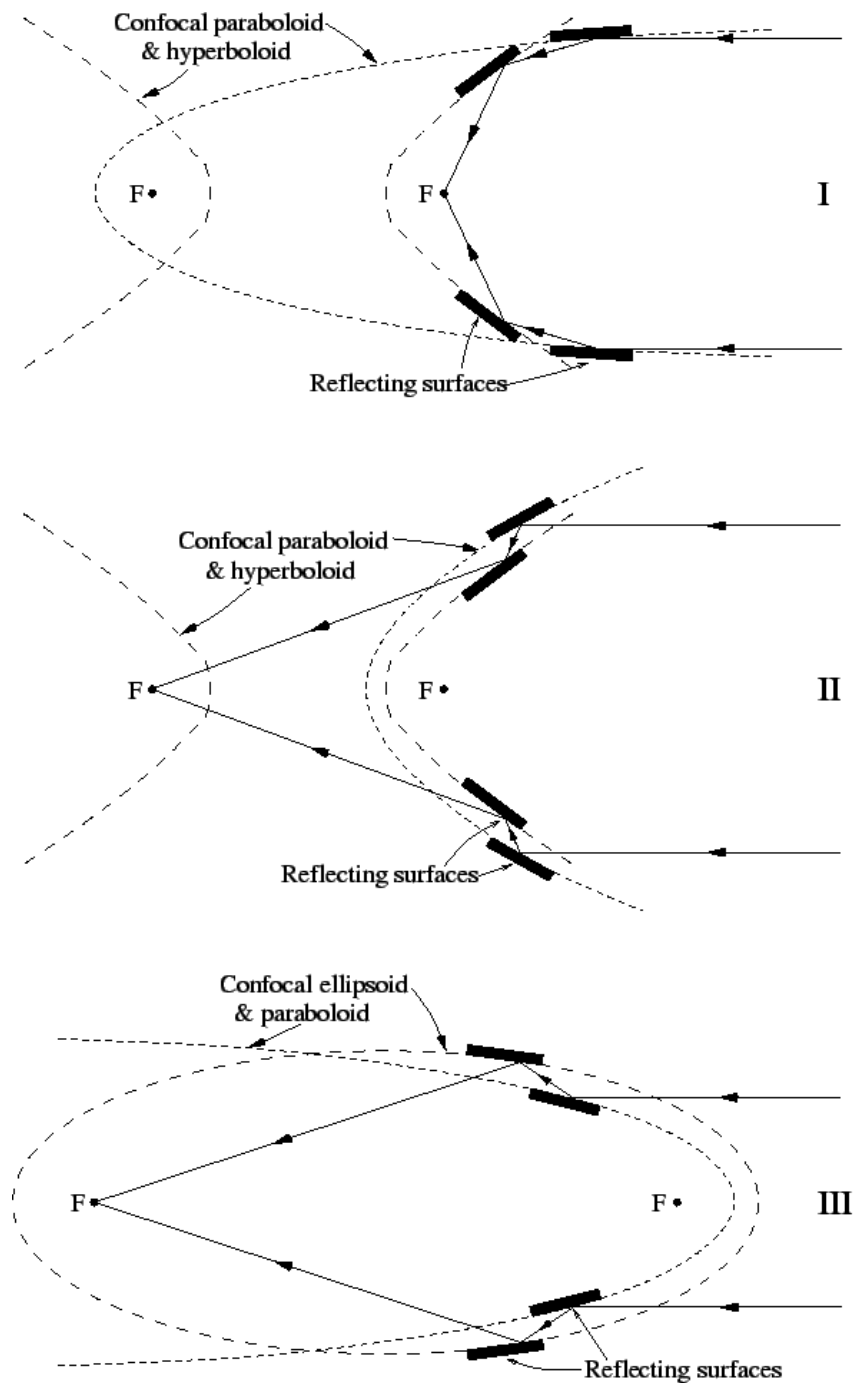 Confocal paraboloid
& hyperboloid
F
F
I
Reflecting surfaces
Confocal paraboloid
& hyperboloid
F
F
II
Reflecting surfaces
Confocal ellipsoid
& paraboloid
F
F
III
Reflecting surfaces